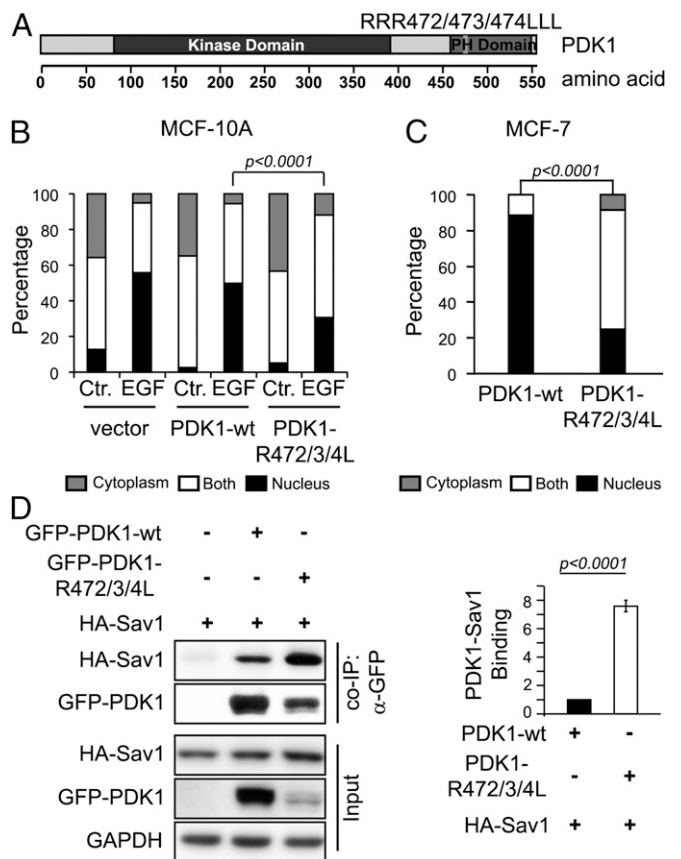 A
RRR472/473/474LLL
Kinase Domain
PH Domain
PDK1
0 50 100 150 200 250 300 350 400 450 500 550
amino acid
B
MCF-10A
p<0.0001
Percentage
100
80
60
40
20
0
Ctr. EGF Ctr. EGF Ctr. EGF
vector PDK1-wt PDK1-
R472/3/4L
Cytoplasm Both Nucleus
C
MCF-7
p<0.0001
Percentage
100
80
60
40
20
0
PDK1-wt PDK1-
R472/3/4L
Cytoplasm Both Nucleus
D
GFP-PDK1-wt - + -
GFP-PDK1-
R472/3/4L - - +
HA-Sav1 + + +
HA-Sav1
GFP-PDK1
co-IP:
α-GFP
HA-Sav1
GFP-PDK1
GAPDH
Input
p<0.0001
PDK1-Sav1
Binding
8
6
4
2
0
PDK1-wt + -
PDK1-
R472/3/4L - +
HA-Sav1 + +